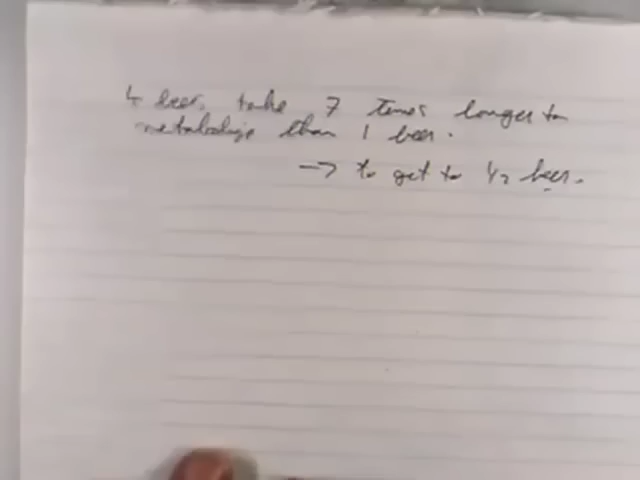 4 beers take 7 times longer to
metabolize than 1 beer.
→ to get to 1/2 beer.